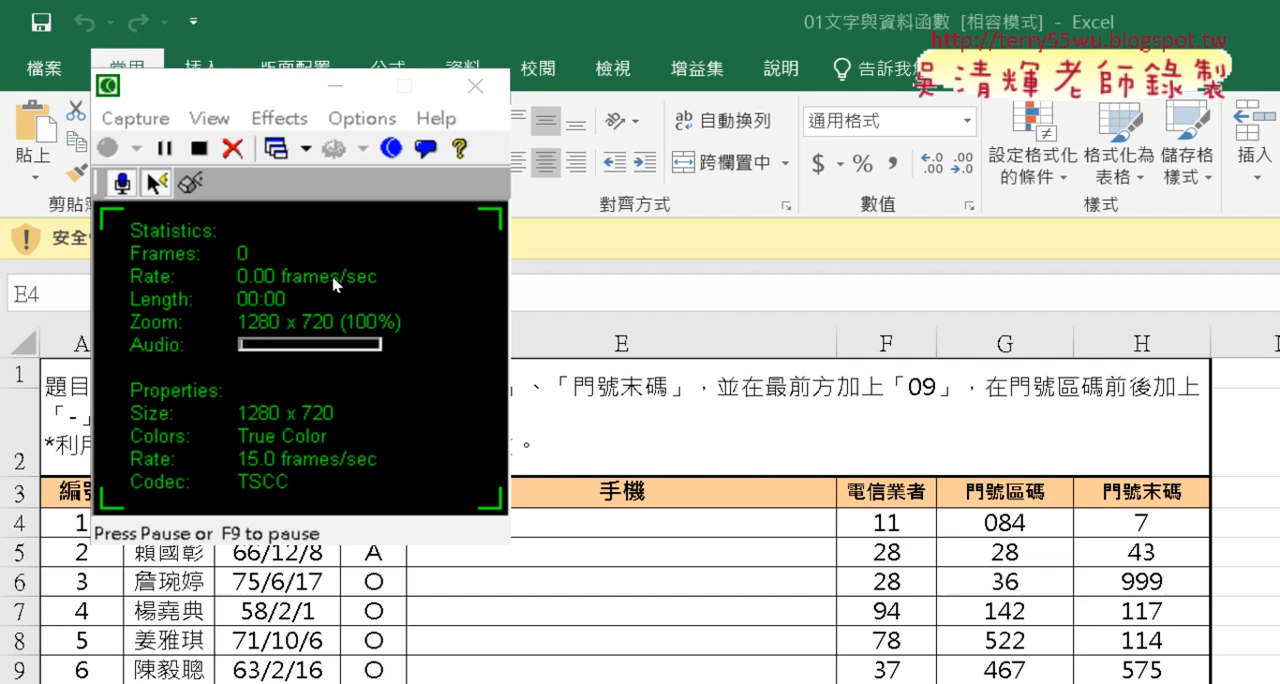 01文字與資料函數 [相容模式] - Excel
http://terry55wu.blogspot.tw
吳清輝老師錄製
檔案 常用 插入 版面配置 公式 資料 校閱 檢視 增益集 說明 告訴我
Capture View Effects Options Help
貼上
剪貼簿
ab 自動換列
跨欄置中
對齊方式
通用格式
$ % , .00 .00
數值
設定格式化的條件
格式化為表格
儲存格樣式
樣式
插入
安全
E4
Statistics:
Frames: 0
Rate: 0.00 frames/sec
Length: 00:00
Zoom: 1280 x 720 (100%)
Audio:
Properties:
Size: 1280 x 720
Colors: True Color
Rate: 15.0 frames/sec
Codec: TSCC
Press Pause or F9 to pause
A E F G H
1 題目 」、「門號末碼」，並在最前方加上「09」，在門號區碼前後加上
「-」
2 *利用 。
3 編號 手機 電信業者 門號區碼 門號末碼
4 1 11 084 7
5 2 賴國彰 66/12/8 A 28 28 43
6 3 詹琬婷 75/6/17 O 28 36 999
7 4 楊堯典 58/2/1 O 94 142 117
8 5 姜雅琪 71/10/6 O 78 522 114
9 6 陳毅聰 63/2/16 O 37 467 575